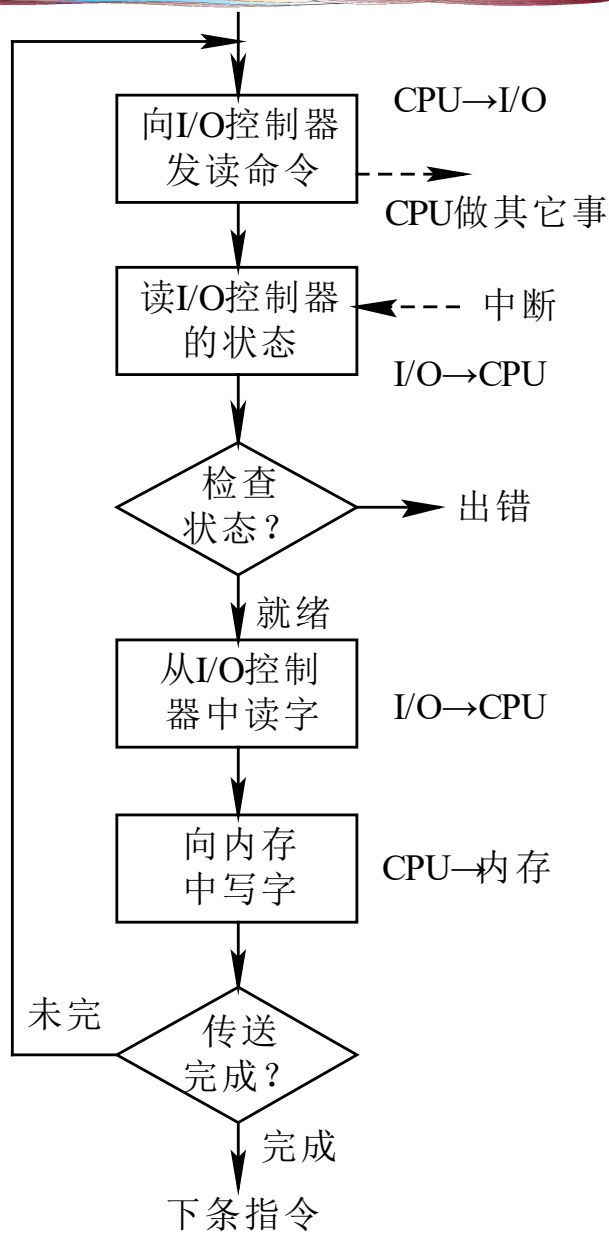 CPU→I/O
向I/O控制器
发读命令
CPU做其它事
读I/O控制器
的状态
中断
I/O→CPU
检查
状态?
出错
就绪
从I/O控制
器中读字
I/O→CPU
向内存
中写字
CPU→内存
未完
传送
完成?
完成
下条指令